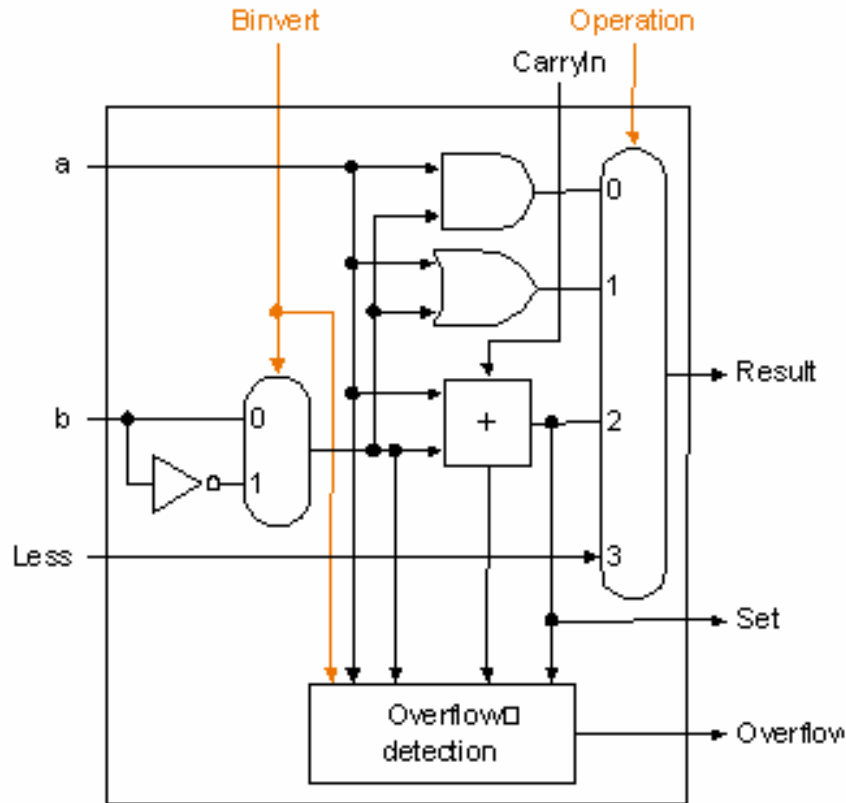 Binvert
Operation
CarryIn
a
0
1
+
2
Result
b
0
1
Less
3
Set
Overflow
detection
Overflow